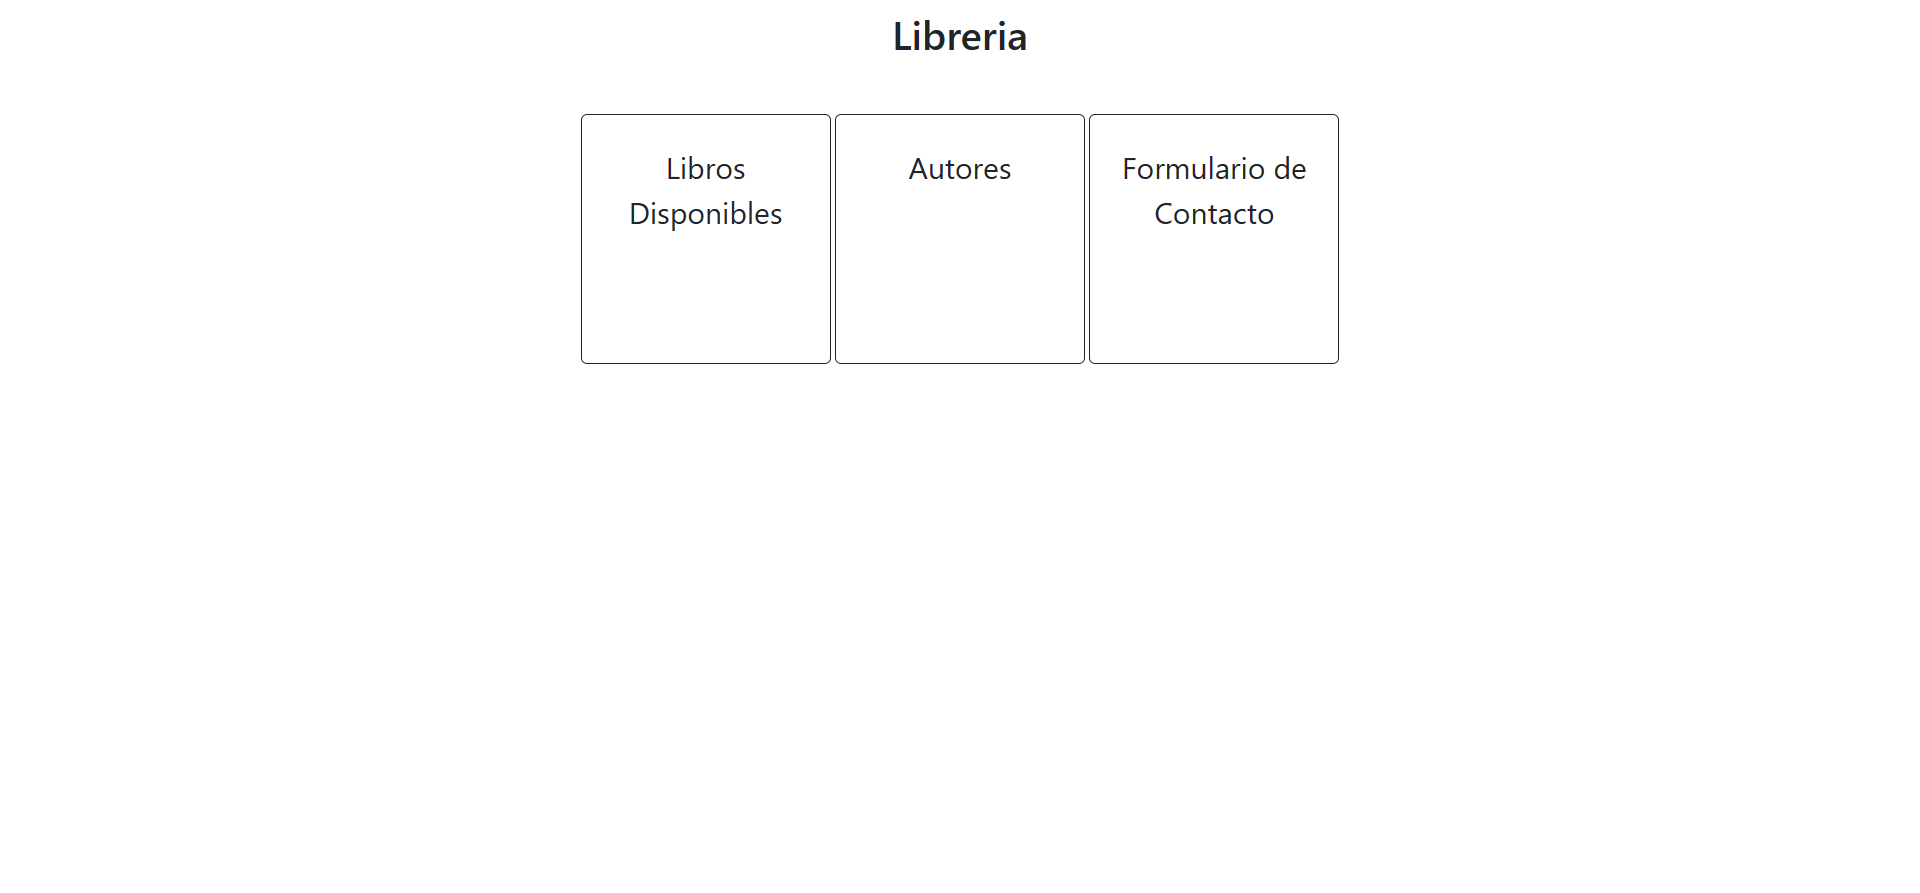 Libreria
Libros
Disponibles
Autores
Formulario de
Contacto